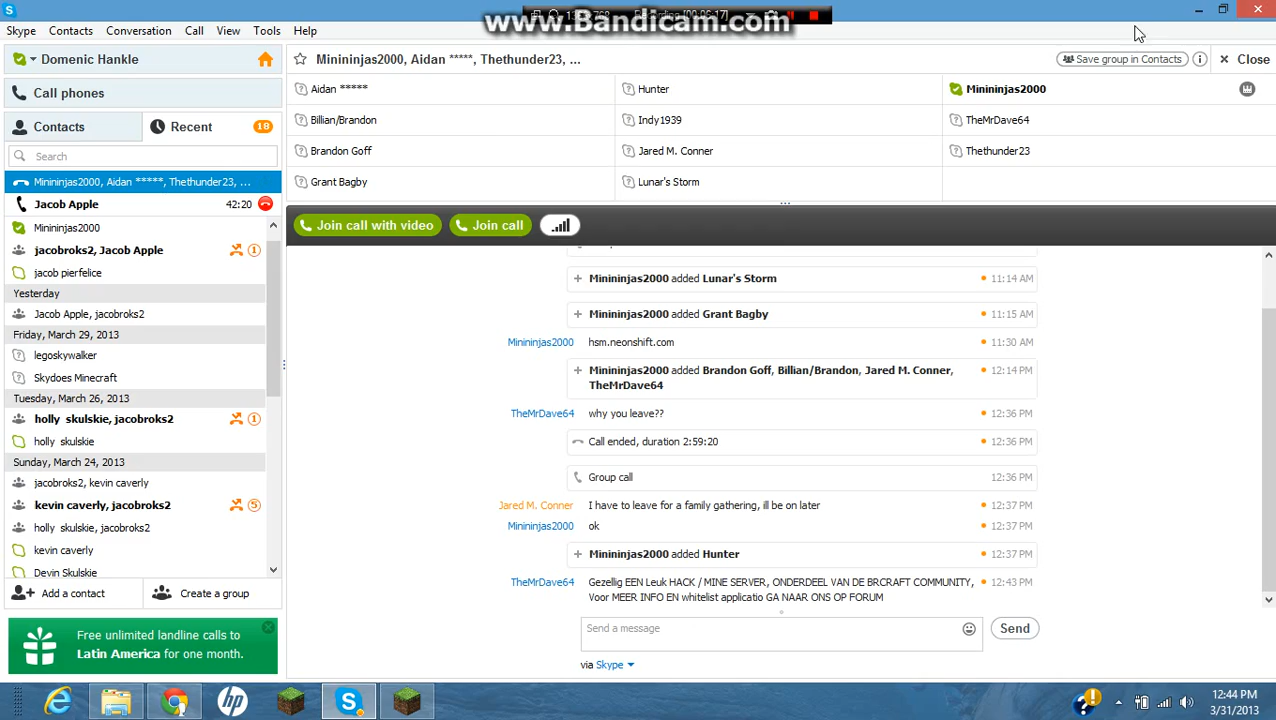 www.Bandicam.com
Skype Contacts Conversation Call View Tools Help
Domenic Hankle
Call phones
Contacts
Recent 18
Search
Minininjas2000, Aidan *****, Thethunder23, ...
Jacob Apple 42:20
Minininjas2000
jacobroks2, Jacob Apple 1
jacob pierfelice
Yesterday
Jacob Apple, jacobroks2
Friday, March 29, 2013
legoskywalker
Skydoes Minecraft
Tuesday, March 26, 2013
holly skulskie, jacobroks2 1
holly skulskie
Sunday, March 24, 2013
jacobroks2, kevin caverly
kevin caverly, jacobroks2 5
holly skulskie, jacobroks2
kevin caverly
Devin Skulskie
Add a contact
Create a group
Free unlimited landline calls to
Latin America for one month.
Minininjas2000, Aidan *****, Thethunder23, ...
Save group in Contacts
Close
Aidan ***** Hunter Minininjas2000
Billian/Brandon Indy1939 TheMrDave64
Brandon Goff Jared M. Conner Thethunder23
Grant Bagby Lunar's Storm
Join call with video
Join call
Minininjas2000 added Lunar's Storm 11:14 AM
Minininjas2000 added Grant Bagby 11:15 AM
Minininjas2000 hsm.neonshift.com 11:30 AM
Minininjas2000 added Brandon Goff, Billian/Brandon, Jared M. Conner, 12:14 PM
TheMrDave64
TheMrDave64 why you leave?? 12:36 PM
Call ended, duration 2:59:20 12:36 PM
Group call 12:36 PM
Jared M. Conner I have to leave for a family gathering, ill be on later 12:37 PM
Minininjas2000 ok 12:37 PM
Minininjas2000 added Hunter 12:37 PM
TheMrDave64 Gezellig EEN Leuk HACK / MINE SERVER, ONDERDEEL VAN DE BRCRAFT COMMUNITY, 12:43 PM
Voor MEER INFO EN whitelist applicatio GA NAAR ONS OP FORUM
Send a message
Send
via Skype
12:44 PM
3/31/2013